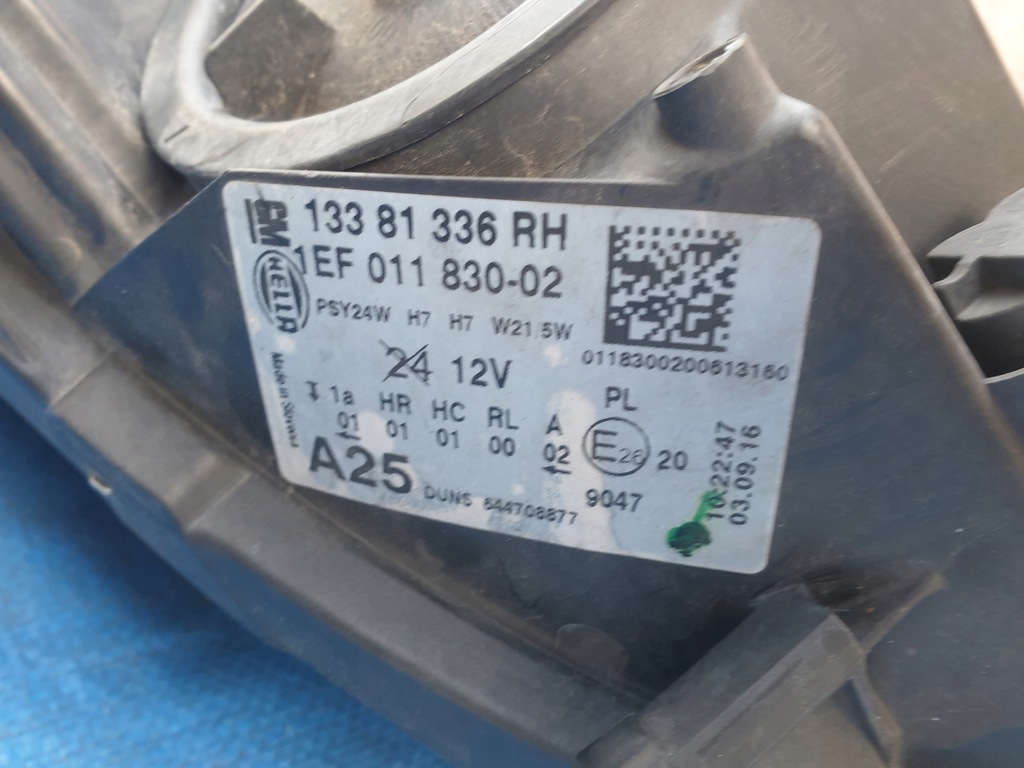 GM 133 81 336 RH
HELLA 1EF 011 830-02
PSY24W H7 H7 W21.5W
0118300200613160
24 12V
Made in Slovakia
1a HR HC RL A PL
01 01 01 00 02 E26 20
A25 DUNS 644708877 9047
16:22:47
03.09.16